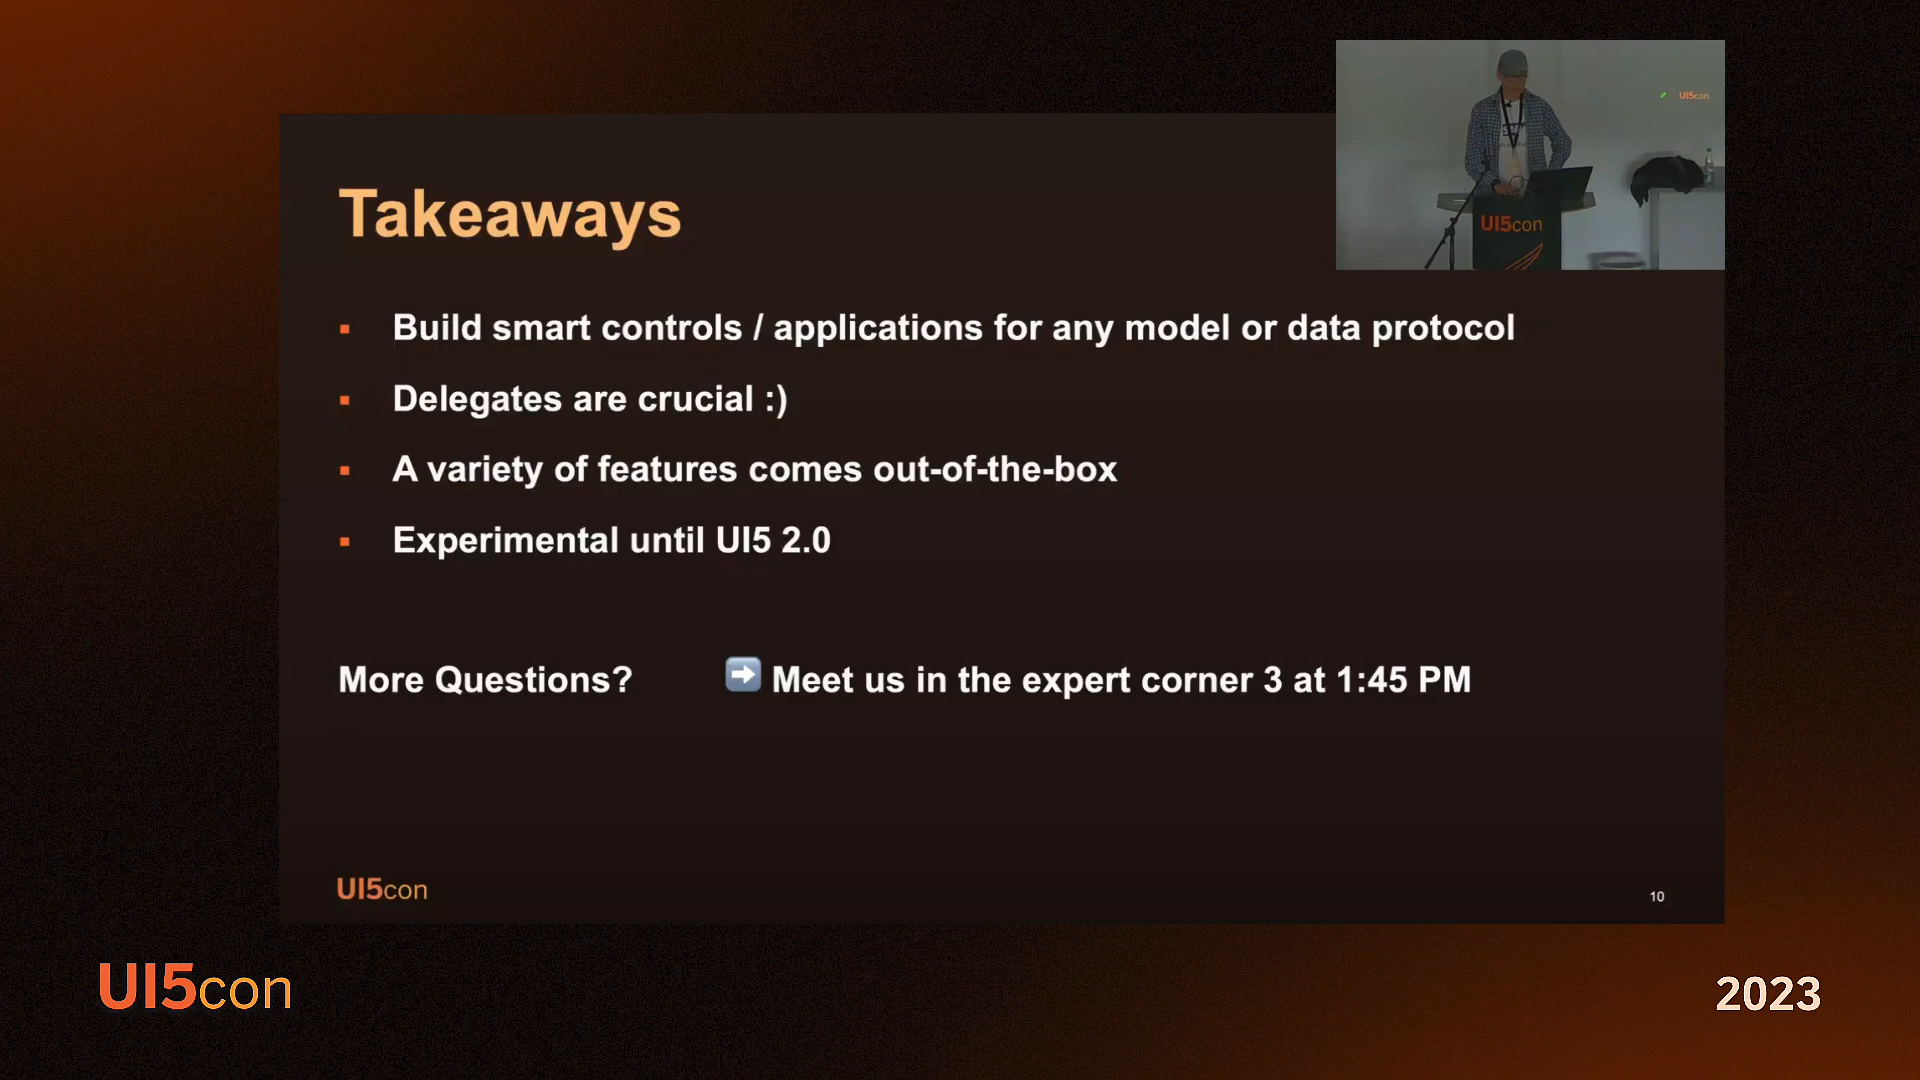 UI5con
UI5con
Takeaways
▪ Build smart controls / applications for any model or data protocol
▪ Delegates are crucial :)
▪ A variety of features comes out-of-the-box
▪ Experimental until UI5 2.0
More Questions? ➡ Meet us in the expert corner 3 at 1:45 PM
UI5con
10
UI5con
2023